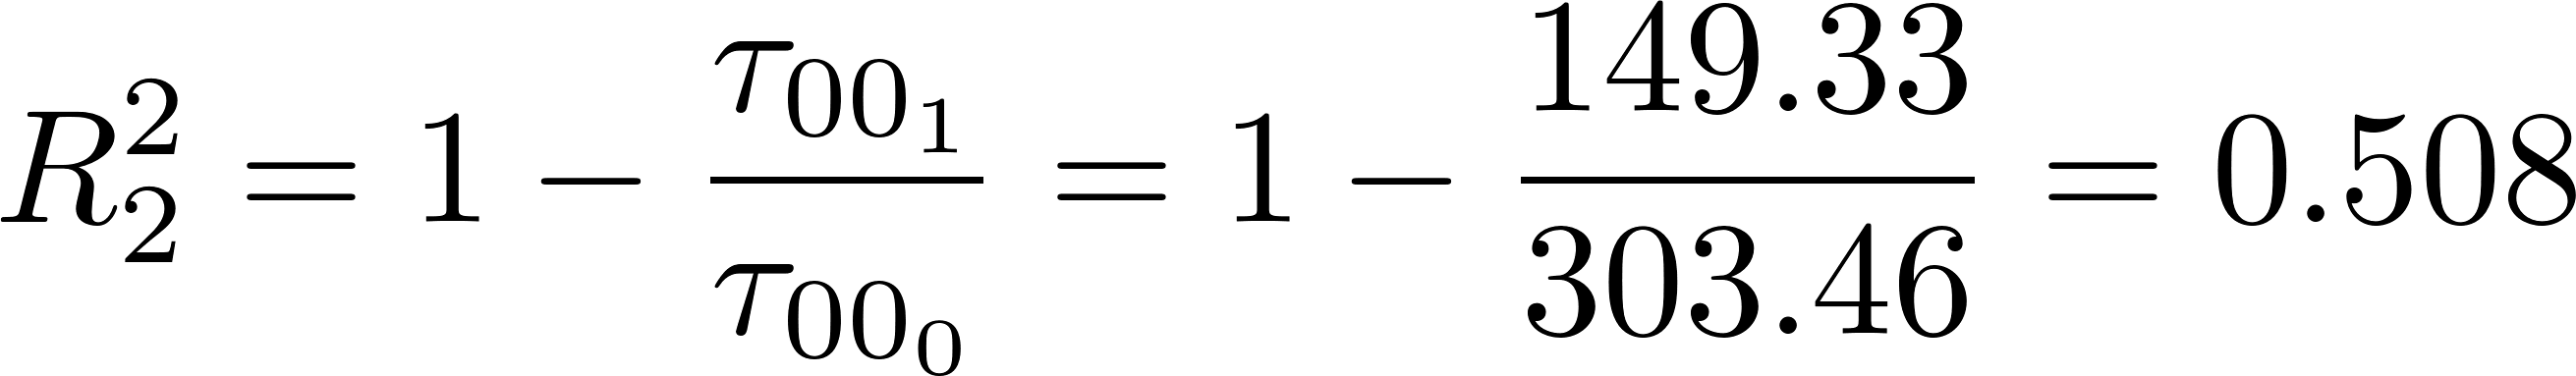 R_2^2 = 1 - \frac{\tau_{00_1}}{\tau_{00_0}} = 1 - \frac{149.33}{303.46} = 0.508